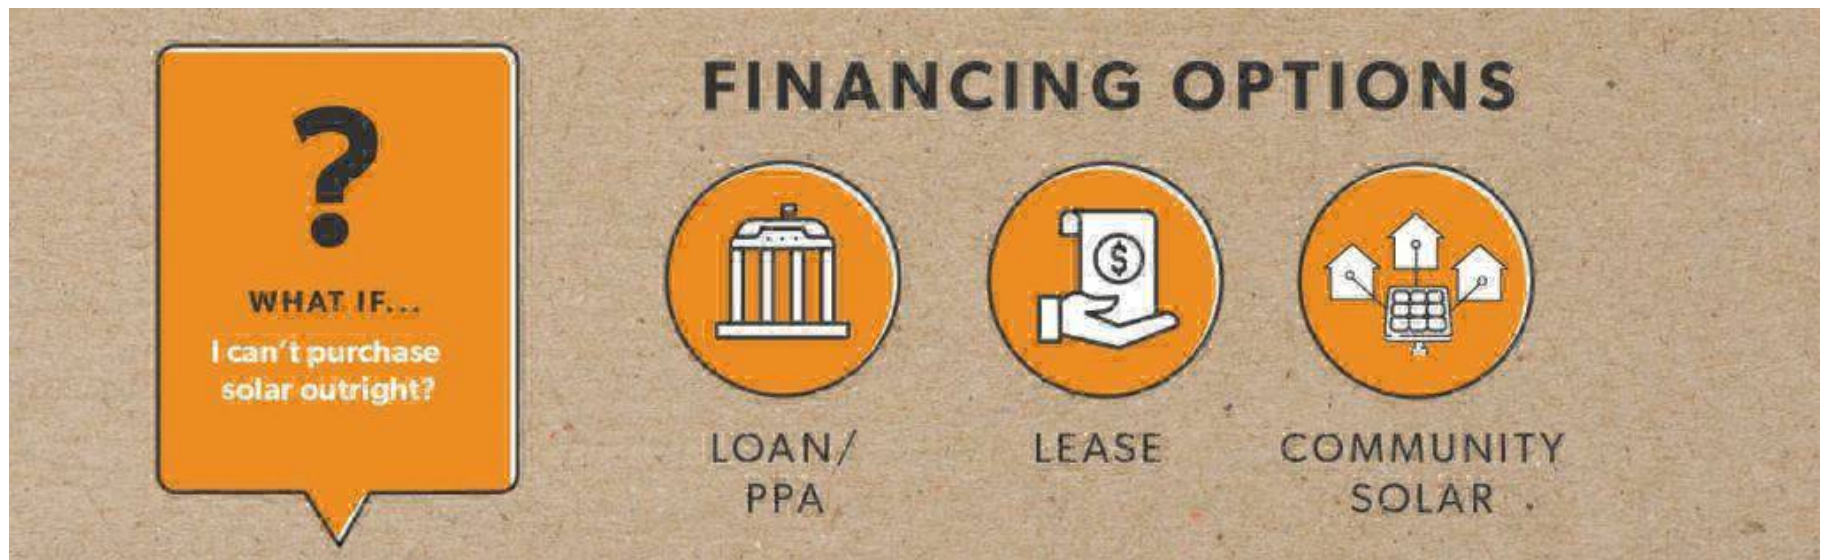 ?
WHAT IF...
I can't purchase
solar outright?
FINANCING OPTIONS
$
LOAN/
PPA
LEASE
COMMUNITY
SOLAR